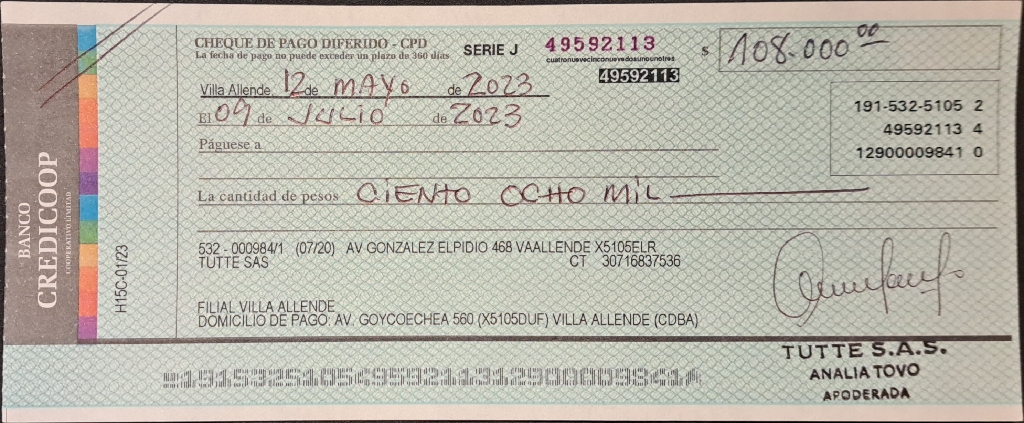 BANCO
CREDICOOP
COOPERATIVO LIMITADO
H15C-01/23
CHEQUE DE PAGO DIFERIDO - CPD
La fecha de pago no puede exceder un plazo de 360 días
SERIE J
49592113
cuatronuevecinconuevedosunounotres
49592113
$ 108.000 00
Villa Allende, 12 de MAYO de 2023
El 09 de JULIO de 2023
191-532-5105 2
49592113 4
12900009841 0
Páguese a
La cantidad de pesos CIENTO OCHO MIL
532 - 000984/1 (07/20) AV GONZALEZ ELPIDIO 468 VAALLENDE X5105ELR
TUTTE SAS CT 30716837536
FILIAL VILLA ALLENDE
DOMICILIO DE PAGO: AV. GOYCOECHEA 560 (X5105DUF) VILLA ALLENDE (CDBA)
TUTTE S.A.S.
ANALIA TOVO
APODERADA